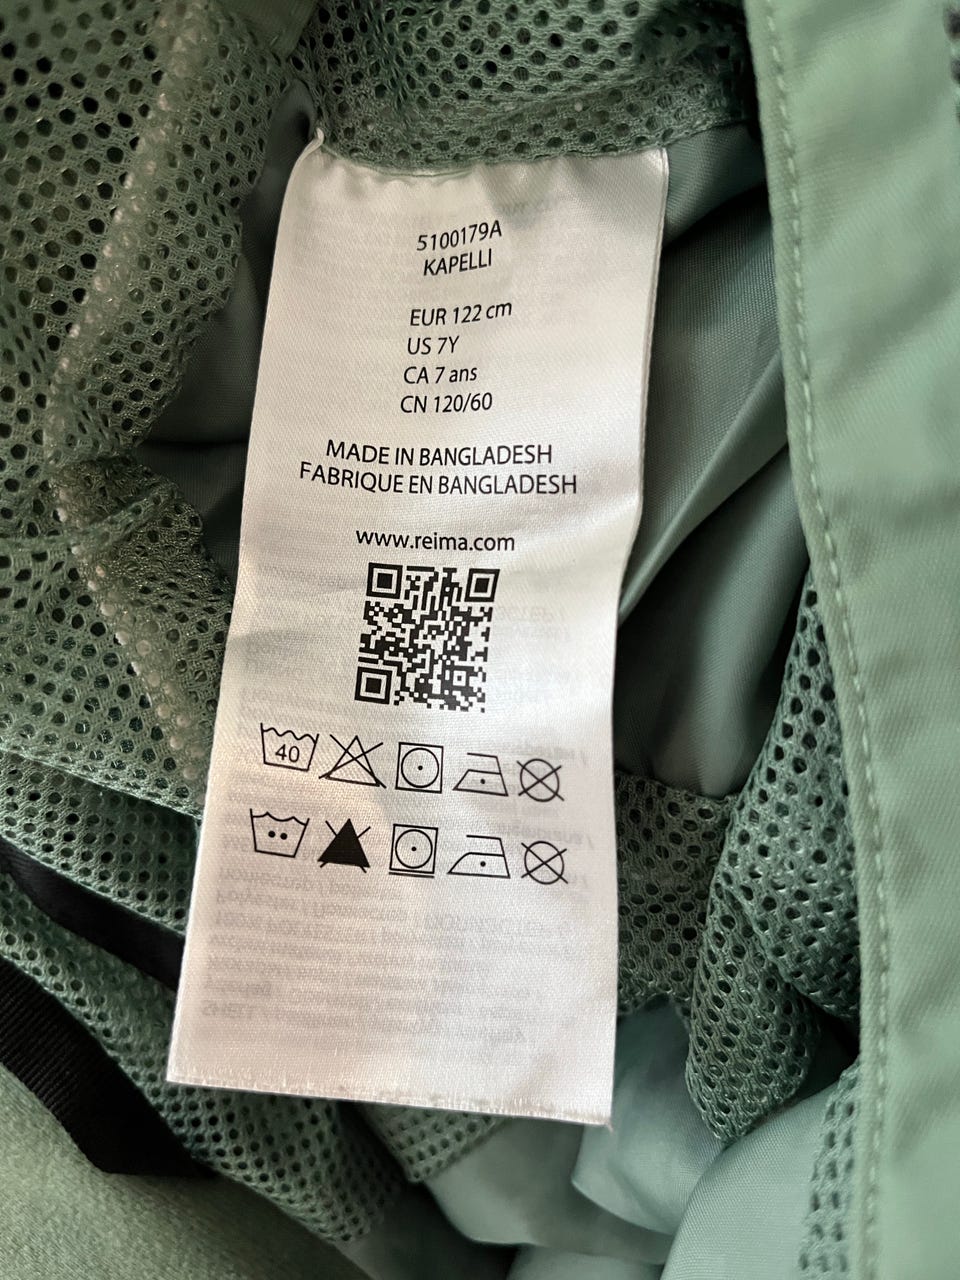 5100179A
KAPELLI
EUR 122 cm
US 7Y
CA 7 ans
CN 120/60
MADE IN BANGLADESH
FABRIQUE EN BANGLADESH
www.reima.com
40